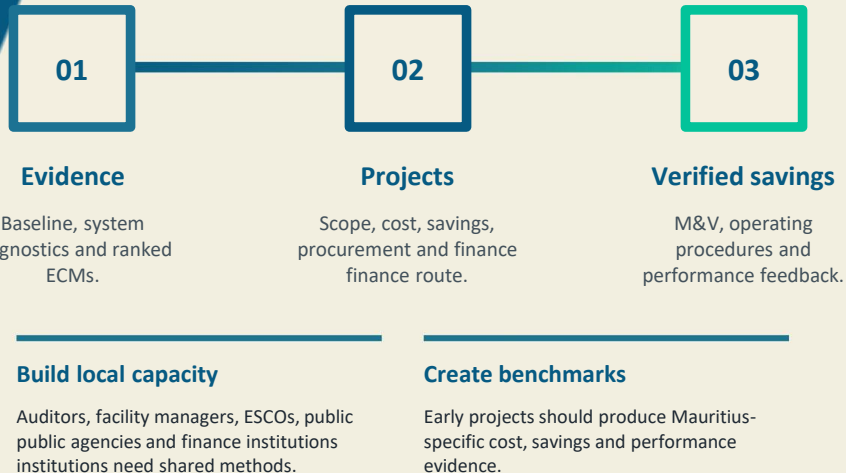 01
02
03
Evidence
Projects
Verified savings
Baseline, system
gnostics and ranked
ECMs.
Scope, cost, savings,
procurement and finance
finance route.
M&V, operating
procedures and
performance feedback.
Build local capacity
Auditors, facility managers, ESCOs, public
public agencies and finance institutions
institutions need shared methods.
Create benchmarks
Early projects should produce Mauritius-
specific cost, savings and performance
evidence.